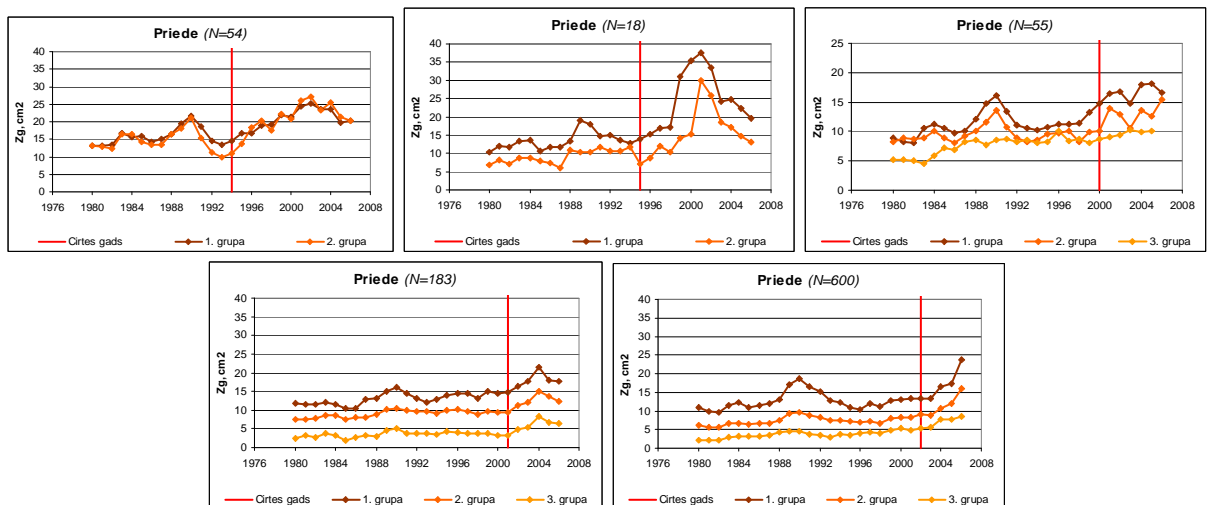 Priede (N=54)
Zg, cm2
40
35
30
25
20
15
10
5
0
1976 1980 1984 1988 1992 1996 2000 2004 2008
Cirtes gads 1. grupa 2. grupa
Priede (N=18)
Zg, cm2
40
35
30
25
20
15
10
5
0
1976 1980 1984 1988 1992 1996 2000 2004 2008
Cirtes gads 1. grupa 2. grupa
Priede (N=55)
Zg, cm2
25
20
15
10
5
0
1976 1980 1984 1988 1992 1996 2000 2004 2008
Cirtes gads 1. grupa 2. grupa 3. grupa
Priede (N=183)
Zg, cm2
40
35
30
25
20
15
10
5
0
1976 1980 1984 1988 1992 1996 2000 2004 2008
Cirtes gads 1. grupa 2. grupa 3. grupa
Priede (N=600)
Zg, cm2
40
35
30
25
20
15
10
5
0
1976 1980 1984 1988 1992 1996 2000 2004 2008
Cirtes gads 1. grupa 2. grupa 3. grupa